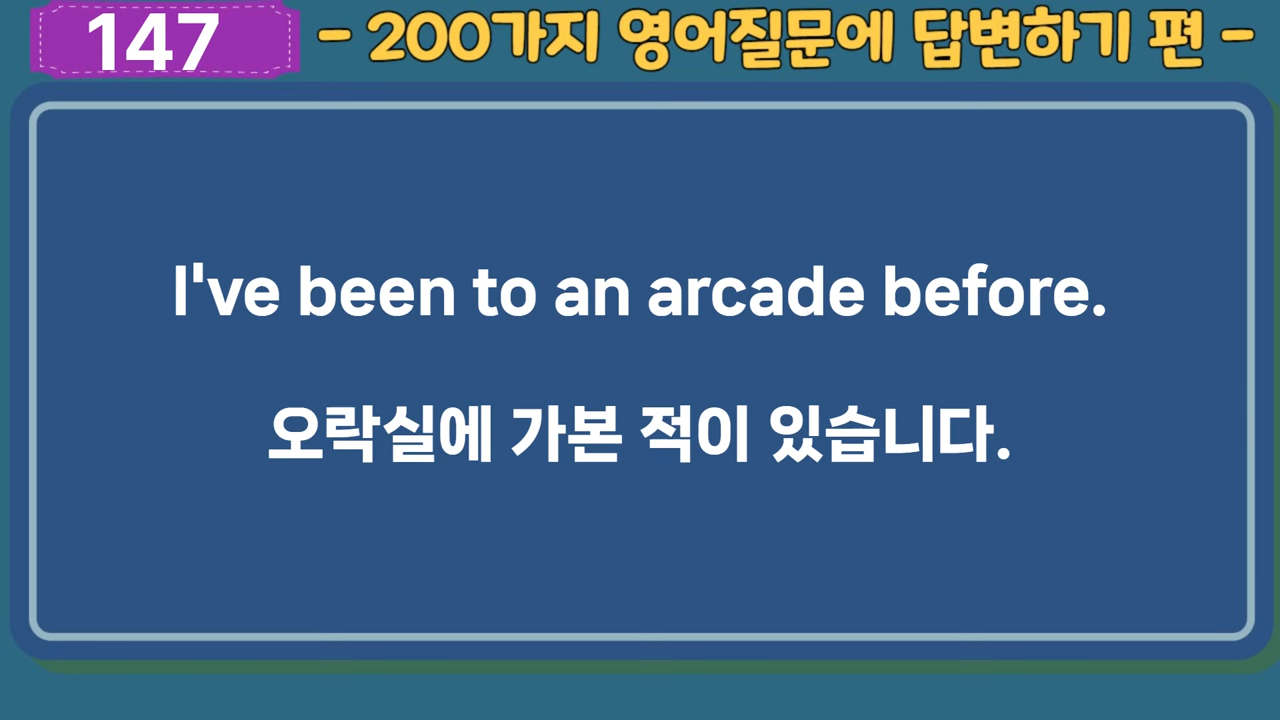 147
- 200가지 영어질문에 답변하기 편 -
I've been to an arcade before.
오락실에 가본 적이 있습니다.